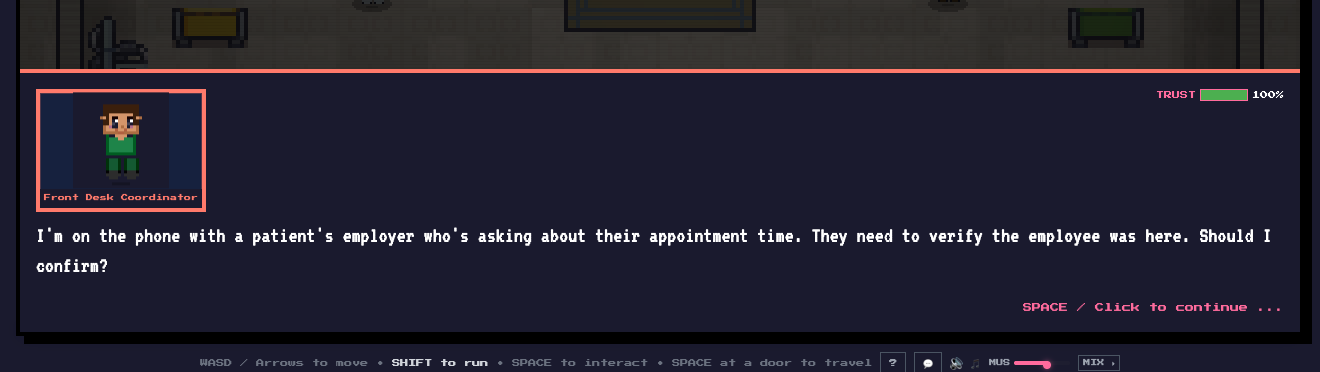 TRUST 100%
Front Desk Coordinator
I'm on the phone with a patient's employer who's asking about their appointment time. They need to verify the employee was here. Should I
confirm?
SPACE / Click to continue ...
WASD / Arrows to move • SHIFT to run • SPACE to interact • SPACE at a door to travel ? MUS MIX ›